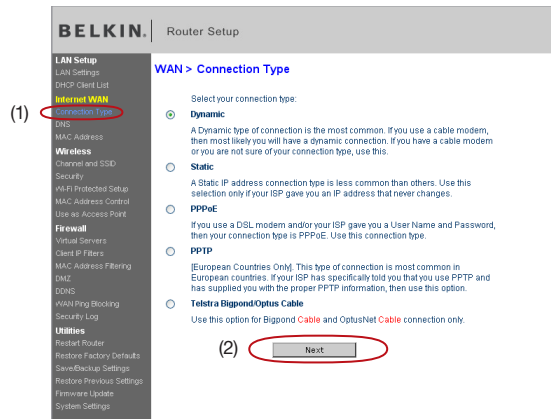 BELKIN. Router Setup
LAN Setup
LAN Settings
DHCP Client List
Internet WAN
(1)
Connection Type
DNS
MAC Address
Wireless
Channel and SSID
Security
Wi-Fi Protected Setup
MAC Address Control
Use as Access Point
Firewall
Virtual Servers
Client IP Filters
MAC Address Filtering
DMZ
DDNS
WAN Ping Blocking
Security Log
Utilities
Restart Router
Restore Factory Defaults
Save/Backup Settings
Restore Previous Settings
Firmware Update
System Settings
WAN > Connection Type
Select your connection type:
Dynamic
A Dynamic type of connection is the most common. If you use a cable modem,
then most likely you will have a dynamic connection. If you have a cable modem
or you are not sure of your connection type, use this.
Static
A Static IP address connection type is less common than others. Use this
selection only if your ISP gave you an IP address that never changes.
PPPoE
If you use a DSL modem and/or your ISP gave you a User Name and Password,
then your connection type is PPPoE. Use this connection type.
PPTP
[European Countries Only]. This type of connection is most common in
European countries. If your ISP has specifically told you that you use PPTP and
has supplied you with the proper PPTP information, then use this option.
Telstra Bigpond/Optus Cable
Use this option for Bigpond Cable and OptusNet Cable connection only.
(2)
Next